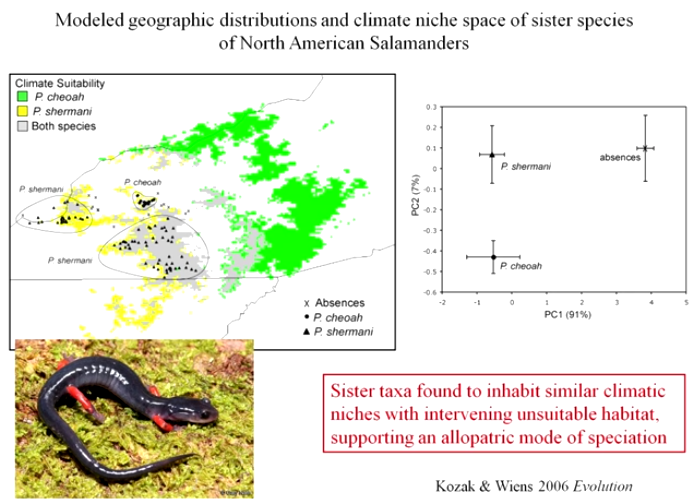 Modeled geographic distributions and climate niche space of sister species
of North American Salamanders
Climate Suitability
P. cheoah
P. shermani
Both species
P. shermani
P. cheoah
P. shermani
x Absences
● P. cheoah
▲ P. shermani
0.3
0.2
0.1
0
-0.1
-0.2
-0.3
-0.4
-0.5
-0.6
PC2 (7%)
P. shermani
absences
P. cheoah
-2 -1 0 1 2 3 4 5
PC1 (91%)
Sister taxa found to inhabit similar climatic
niches with intervening unsuitable habitat,
supporting an allopatric mode of speciation
Kozak & Wiens 2006 Evolution